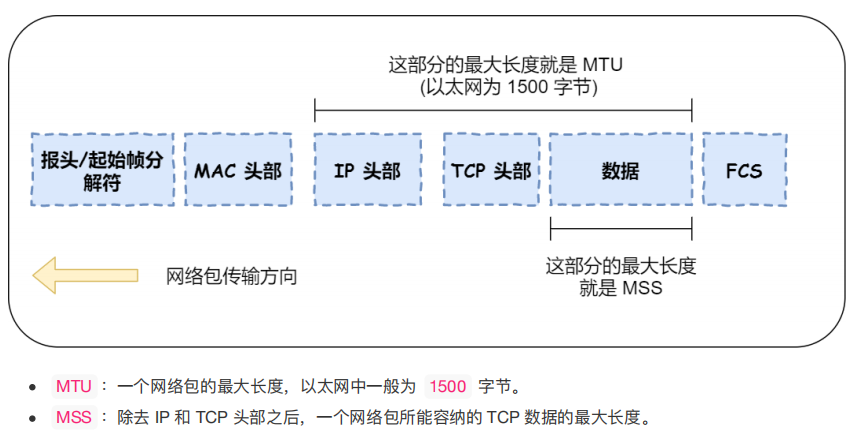 这部分的最大长度就是 MTU
(以太网为 1500 字节)
报头/起始帧分
解符
MAC 头部
IP 头部
TCP 头部
数据
FCS
这部分的最大长度
就是 MSS
网络包传输方向
MTU : 一个网络包的最大长度，以太网中一般为 1500 字节。
MSS : 除去 IP 和 TCP 头部之后，一个网络包所能容纳的 TCP 数据的最大长度。